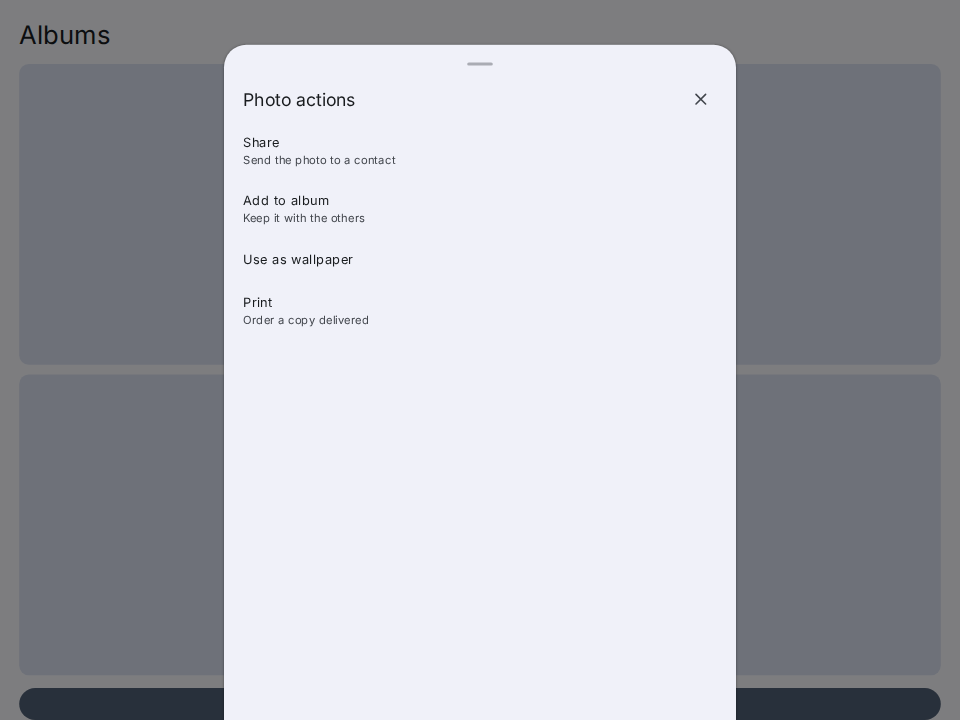 Albums
Photo actions
Share
Send the photo to a contact
Add to album
Keep it with the others
Use as wallpaper
Print
Order a copy delivered